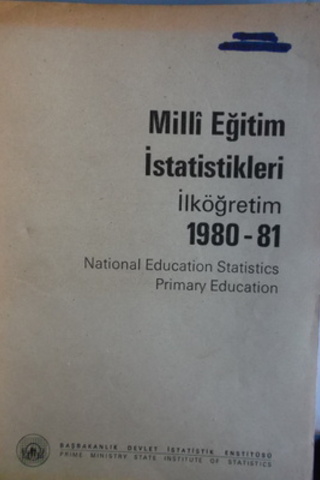 Millî Eğitim
İstatistikleri
İlköğretim
1980-81
National Education Statistics
Primary Education
BAŞBAKANLIK DEVLET İSTATİSTİK ENSTİTÜSÜ
PRIME MINISTRY STATE INSTITUTE OF STATISTICS